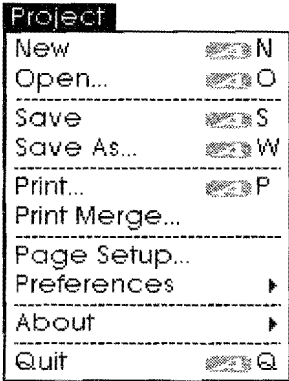 Project
New N
Open... O
Save S
Save As... W
Print... P
Print Merge...
Page Setup...
Preferences
About
Quit Q